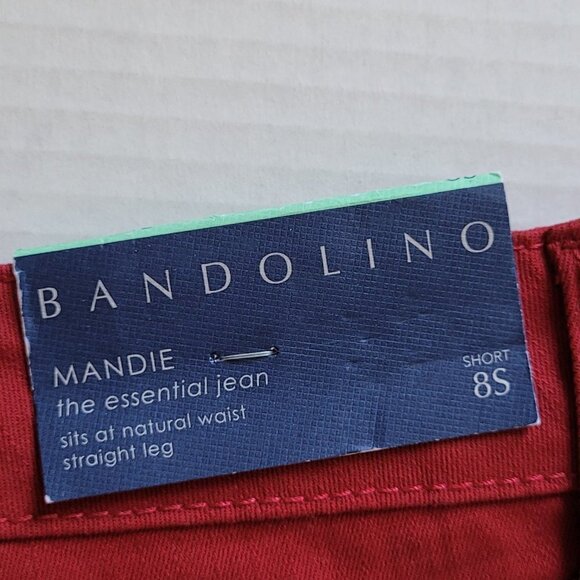 BANDOLINO
MANDIE
the essential jean
sits at natural waist
straight leg
SHORT
8S